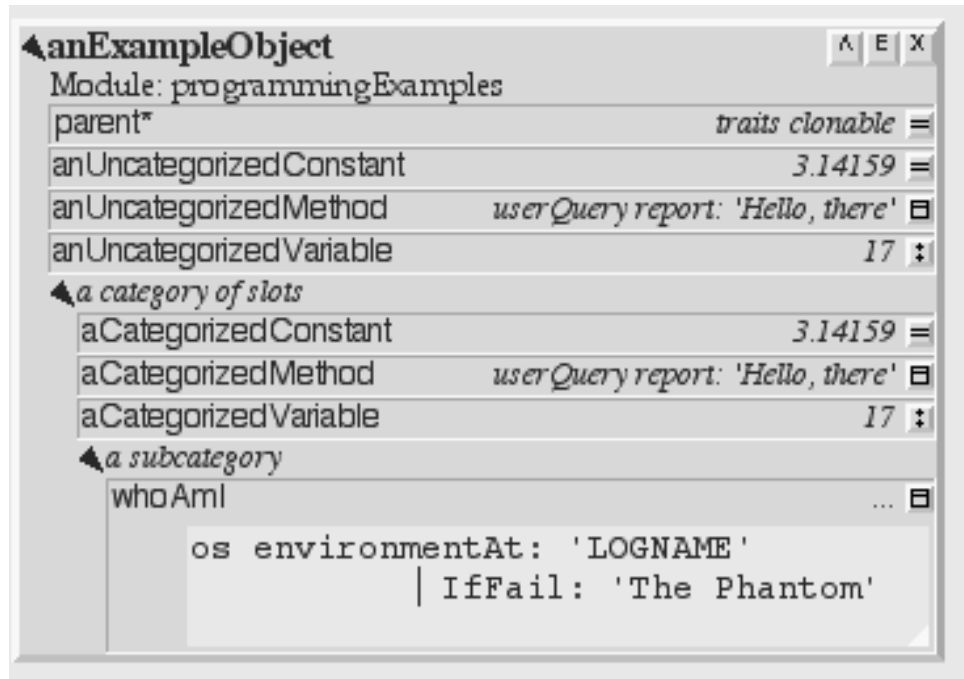 anExampleObject Λ E X
Module: programmingExamples
parent* traits clonable =
anUncategorizedConstant 3.14159 =
anUncategorizedMethod userQuery report: 'Hello, there'
anUncategorizedVariable 17 :
a category of slots
aCategorizedConstant 3.14159 =
aCategorizedMethod userQuery report: 'Hello, there'
aCategorizedVariable 17 :
a subcategory
whoAmI ...
os environmentAt: 'LOGNAME'
IfFail: 'The Phantom'